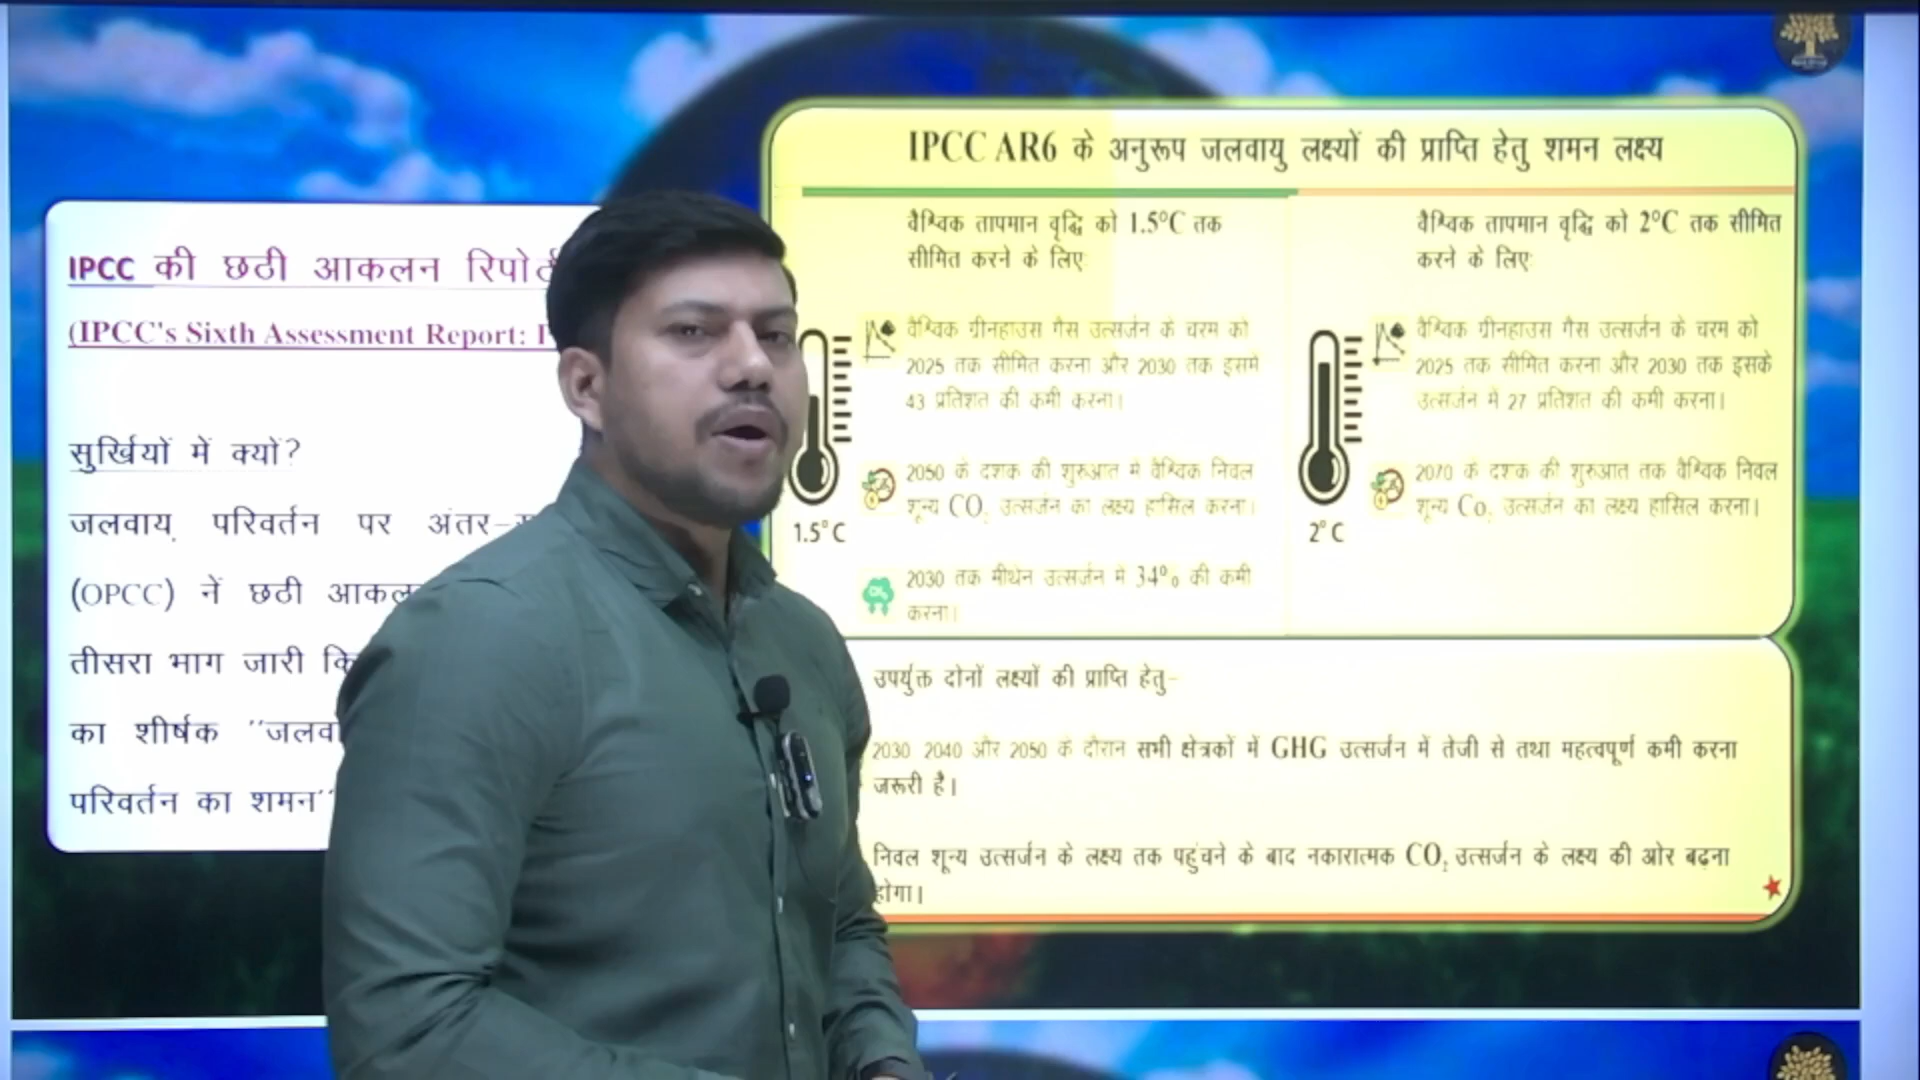 IPCC की छठी आकलन रिपोर्ट
(IPCC's Sixth Assessment Report:
सुर्खियों में क्यों?
जलवायु परिवर्तन पर अंतर-
(OPCC) नें छठी आकल
तीसरा भाग जारी कि
का शीर्षक "जलवा
परिवर्तन का शमन"
IPCC AR6 के अनुरूप जलवायु लक्ष्यों की प्राप्ति हेतु शमन लक्ष्य
वैश्विक तापमान वृद्धि को 1.5°C तक
सीमित करने के लिए
वैश्विक ग्रीनहाउस गैस उत्सर्जन के चरम को
2025 तक सीमित करना और 2030 तक इसमें
43 प्रतिशत की कमी करना।
2050 के दशक की शुरुआत में वैश्विक निवल
शून्य CO₂ उत्सर्जन का लक्ष्य हासिल करना।
1.5°C
2030 तक मीथेन उत्सर्जन में 34% की कमी
करना।
वैश्विक तापमान वृद्धि को 2°C तक सीमित
करने के लिए
वैश्विक ग्रीनहाउस गैस उत्सर्जन के चरम को
2025 तक सीमित करना और 2030 तक इसके
उत्सर्जन में 27 प्रतिशत की कमी करना।
2070 के दशक की शुरुआत तक वैश्विक निवल
शून्य Co₂ उत्सर्जन का लक्ष्य हासिल करना।
2°C
उपर्युक्त दोनों लक्ष्यों की प्राप्ति हेतु-
2030 2040 और 2050 के दौरान सभी क्षेत्रकों में GHG उत्सर्जन में तेजी से तथा महत्वपूर्ण कमी करना
जरूरी है।
निवल शून्य उत्सर्जन के लक्ष्य तक पहुंचने के बाद नकारात्मक CO₂ उत्सर्जन के लक्ष्य की ओर बढ़ना
होगा।